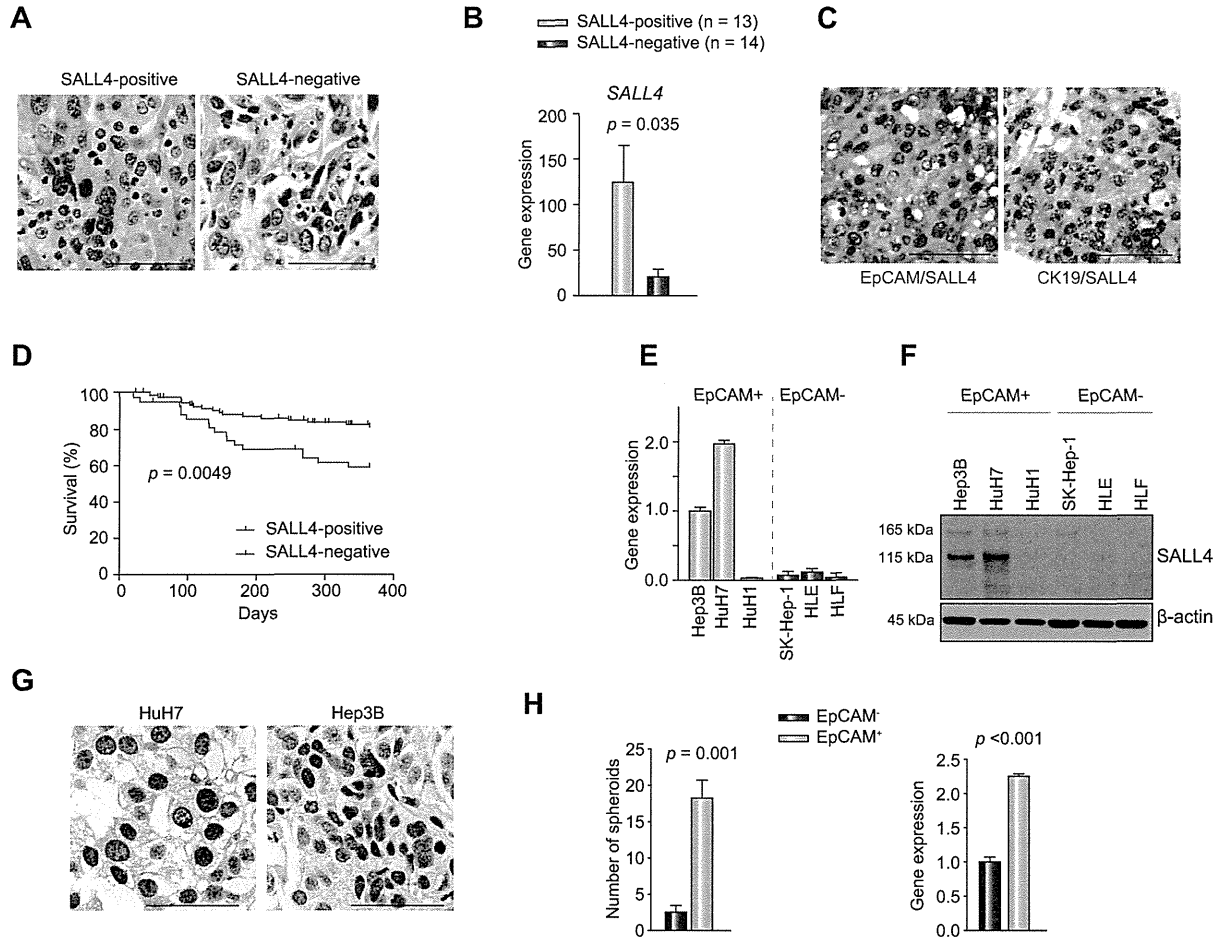 A
SALL4-positive
SALL4-negative
B
SALL4-positive (n = 13)
SALL4-negative (n = 14)
SALL4
p = 0.035
Gene expression
200
150
100
50
0
C
EpCAM/SALL4
CK19/SALL4
D
Survival (%)
100
80
60
40
20
0
p = 0.0049
SALL4-positive
SALL4-negative
0
100
200
300
400
Days
E
EpCAM+
EpCAM-
Gene expression
2.0
1.0
0.0
Hep3B
HuH7
HuH1
SK-Hep-1
HLE
HLF
F
EpCAM+
EpCAM-
Hep3B
HuH7
HuH1
SK-Hep-1
HLE
HLF
165 kDa
115 kDa
SALL4
45 kDa
β-actin
G
HuH7
Hep3B
H
EpCAM-
EpCAM+
Number of spheroids
25
20
15
10
5
0
p = 0.001
Gene expression
2.5
2.0
1.5
1.0
0.5
0.0
p <0.001